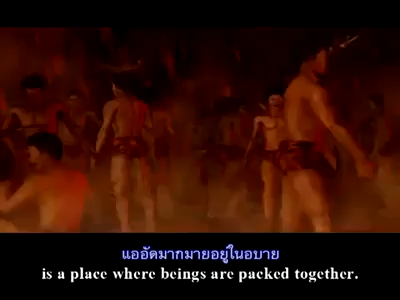 แออัดมากมายอยู่ในอบาย
is a place where beings are packed together.